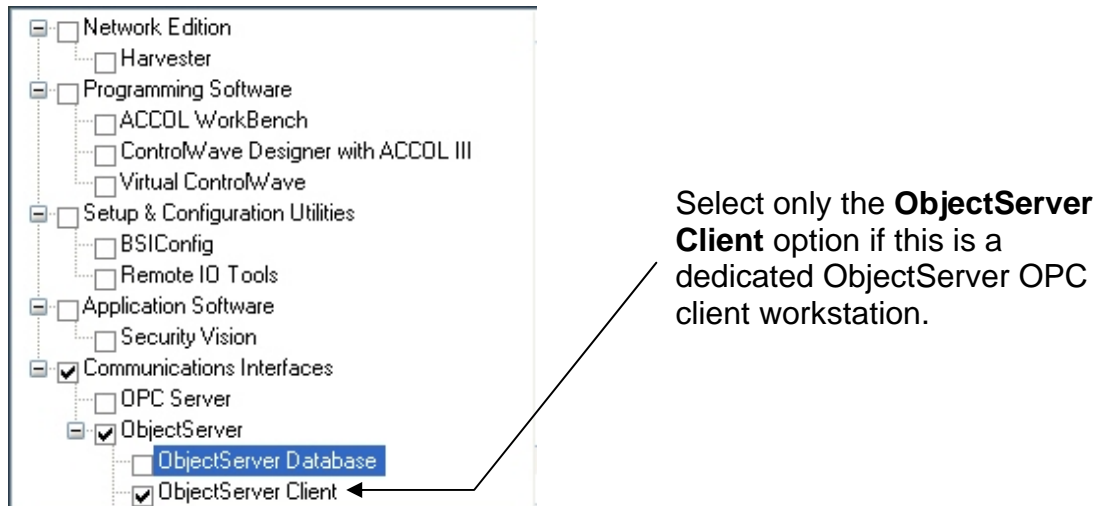 Network Edition
Harvester
Programming Software
ACCOL WorkBench
ControlWave Designer with ACCOL III
Virtual ControlWave
Setup & Configuration Utilities
BSIConfig
Remote IO Tools
Application Software
Security Vision
Communications Interfaces
OPC Server
ObjectServer
ObjectServer Database
ObjectServer Client
Select only the ObjectServer
Client option if this is a
dedicated ObjectServer OPC
client workstation.